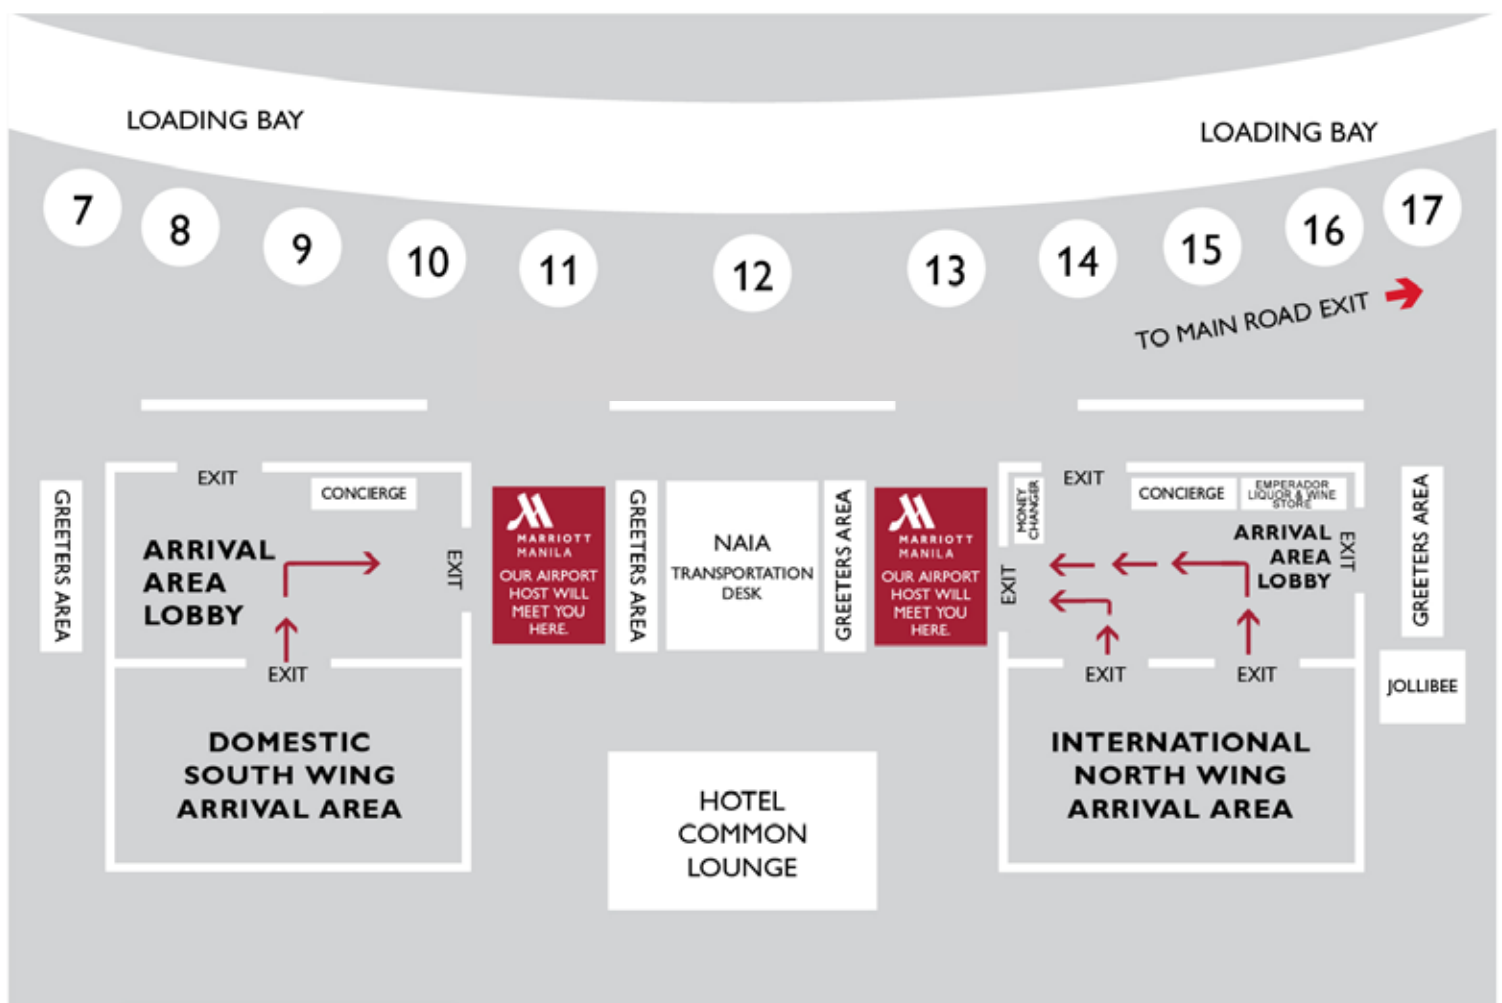 LOADING BAY
LOADING BAY
7
8
9
10
11
12
13
14
15
16
17
TO MAIN ROAD EXIT
GREETERS AREA
EXIT
CONCIERGE
ARRIVAL
AREA
LOBBY
EXIT
EXIT
DOMESTIC
SOUTH WING
ARRIVAL AREA
MARRIOTT
MANILA
OUR AIRPORT
HOST WILL
MEET YOU
HERE.
GREETERS AREA
NAIA
TRANSPORTATION
DESK
GREETERS AREA
MARRIOTT
MANILA
OUR AIRPORT
HOST WILL
MEET YOU
HERE.
HOTEL
COMMON
LOUNGE
MONEY
CHANGER
EXIT
CONCIERGE
EMPERADOR
LIQUOR & WINE
STORE
ARRIVAL
AREA
LOBBY
EXIT
EXIT
EXIT
EXIT
INTERNATIONAL
NORTH WING
ARRIVAL AREA
GREETERS AREA
JOLLIBEE